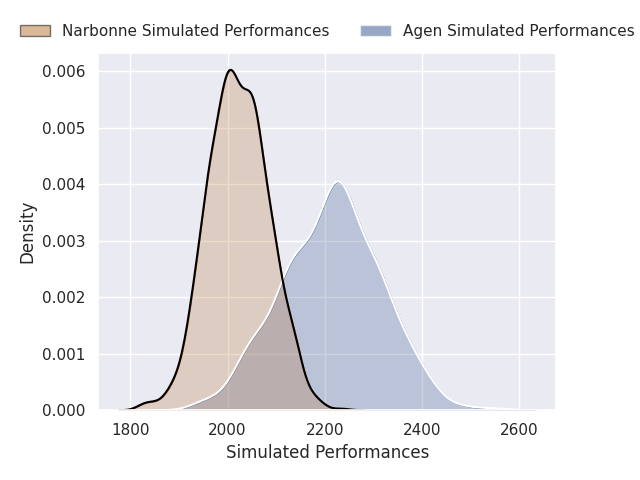 Narbonne Simulated Performances Agen Simulated Performances
0.006
0.005
0.004
0.003
0.002
0.001
0.000
Density
1800 2000 2200 2400 2600
Simulated Performances